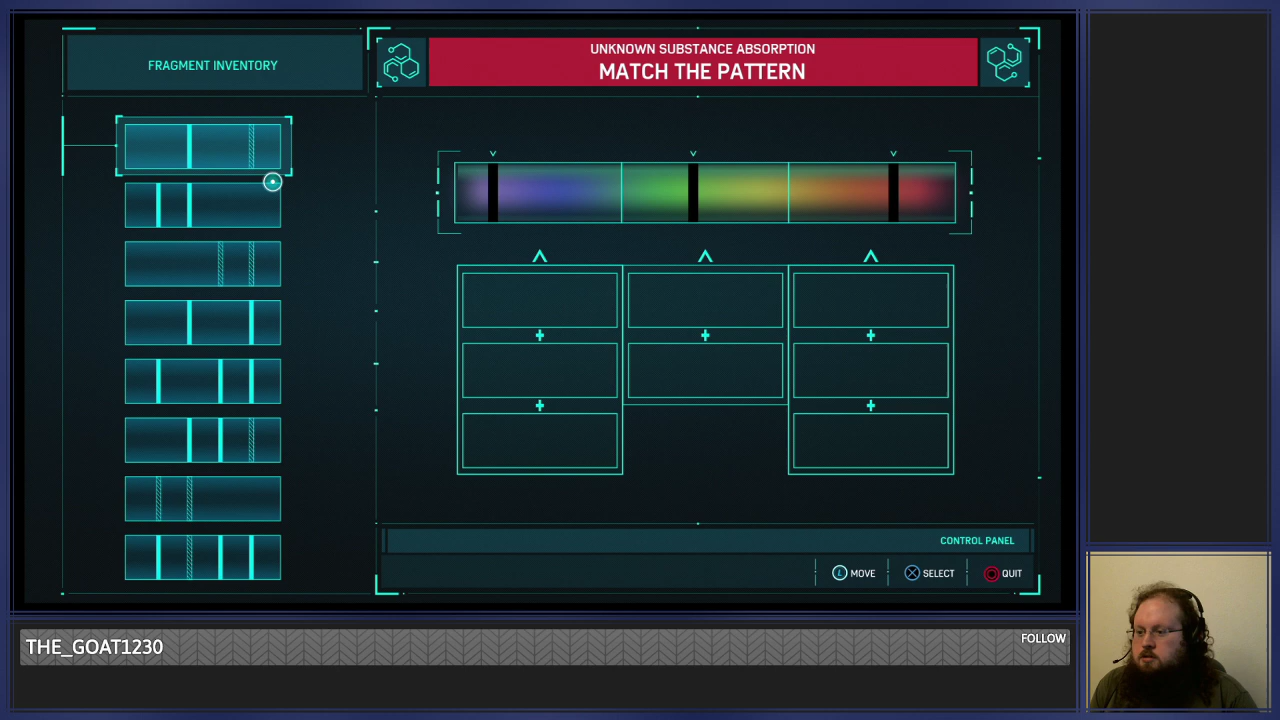 FRAGMENT INVENTORY
UNKNOWN SUBSTANCE ABSORPTION
MATCH THE PATTERN
CONTROL PANEL
L MOVE
SELECT
QUIT
THE_GOAT1230
FOLLOW